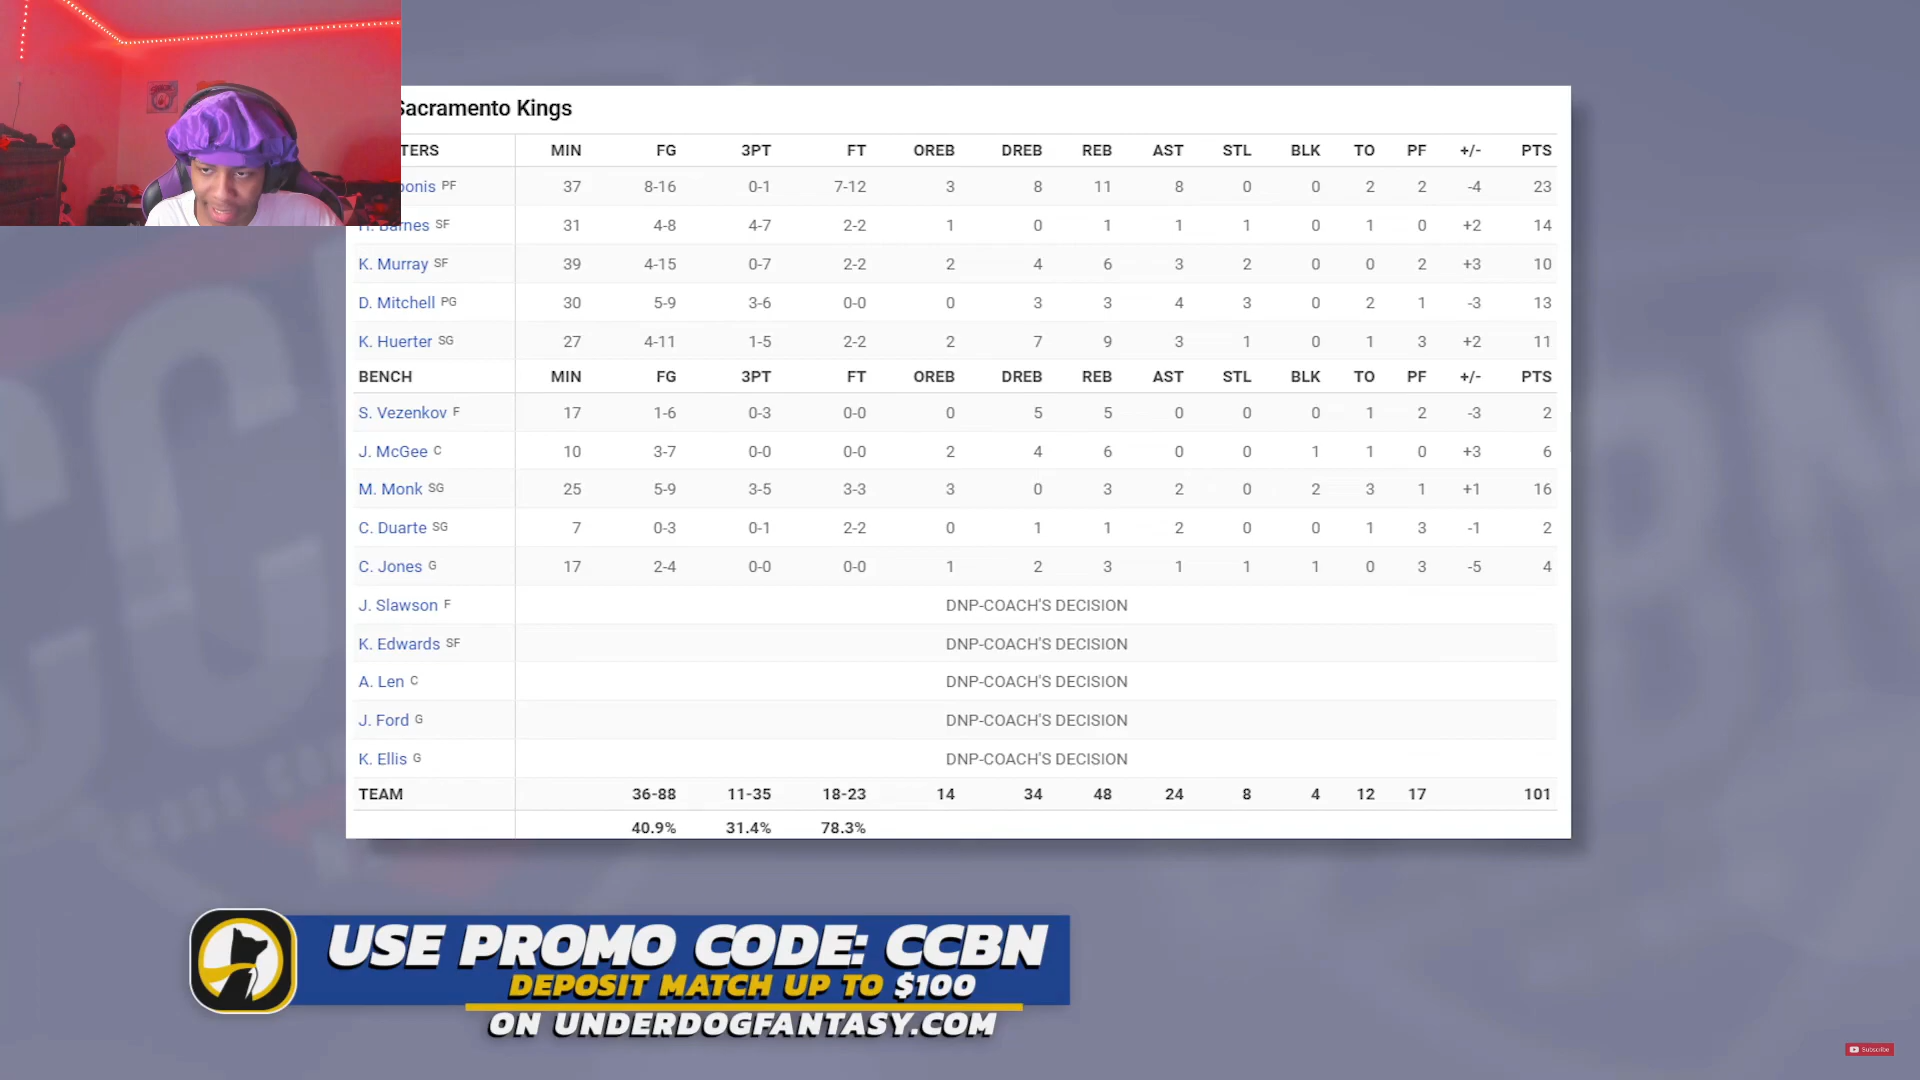 Sacramento Kings
TERS MIN FG 3PT FT OREB DREB REB AST STL BLK TO PF +/- PTS
onis PF 37 8-16 0-1 7-12 3 8 11 8 0 0 2 2 -4 23
H. Barnes SF 31 4-8 4-7 2-2 1 0 1 1 1 0 1 0 +2 14
K. Murray SF 39 4-15 0-7 2-2 2 4 6 3 2 0 0 2 +3 10
D. Mitchell PG 30 5-9 3-6 0-0 0 3 3 4 3 0 2 1 -3 13
K. Huerter SG 27 4-11 1-5 2-2 2 7 9 3 1 0 1 3 +2 11
BENCH MIN FG 3PT FT OREB DREB REB AST STL BLK TO PF +/- PTS
S. Vezenkov F 17 1-6 0-3 0-0 0 5 5 0 0 0 1 2 -3 2
J. McGee C 10 3-7 0-0 0-0 2 4 6 0 0 1 1 0 +3 6
M. Monk SG 25 5-9 3-5 3-3 3 0 3 2 0 2 3 1 +1 16
C. Duarte SG 7 0-3 0-1 2-2 0 1 1 2 0 0 1 3 -1 2
C. Jones G 17 2-4 0-0 0-0 1 2 3 1 1 1 0 3 -5 4
J. Slawson F DNP-COACH'S DECISION
K. Edwards SF DNP-COACH'S DECISION
A. Len C DNP-COACH'S DECISION
J. Ford G DNP-COACH'S DECISION
K. Ellis G DNP-COACH'S DECISION
TEAM 36-88 11-35 18-23 14 34 48 24 8 4 12 17 101
40.9% 31.4% 78.3%
USE PROMO CODE: CCBN
DEPOSIT MATCH UP TO $100
ON UNDERDOGFANTASY.COM
Subscribe